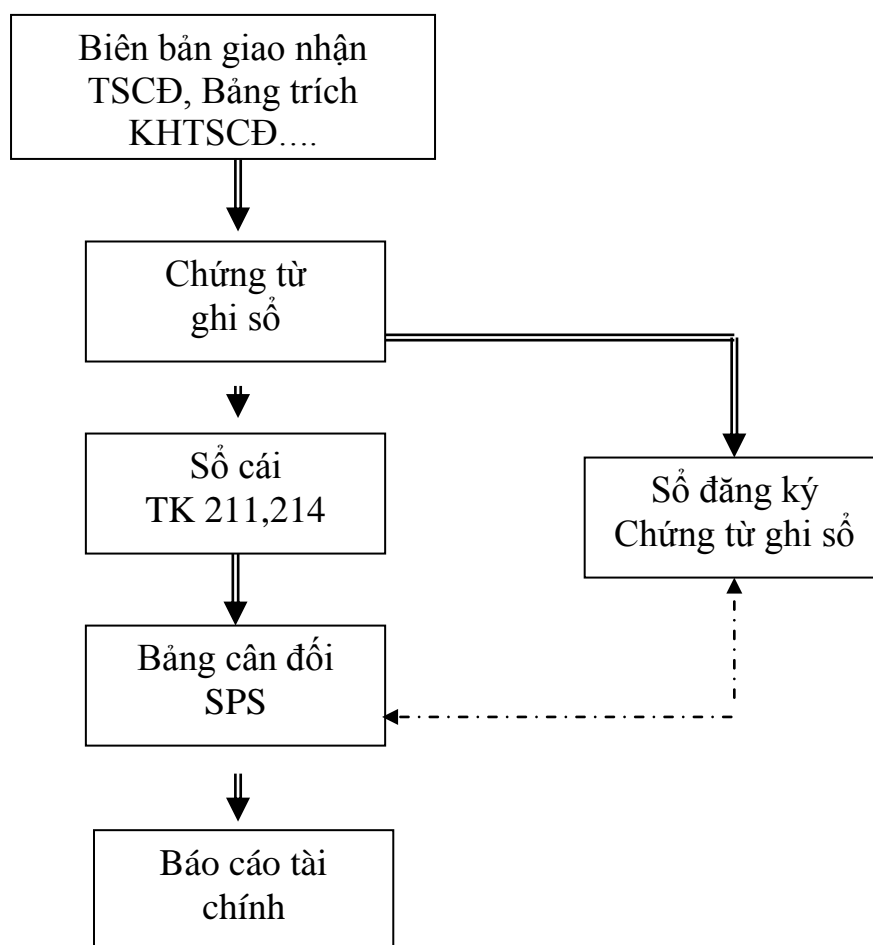 Biên bản giao nhận
TSCĐ, Bảng trích
KHTSCĐ....
Chứng từ
ghi sổ
Sổ cái
TK 211,214
Sổ đăng ký
Chứng từ ghi sổ
Bảng cân đối
SPS
Báo cáo tài
chính